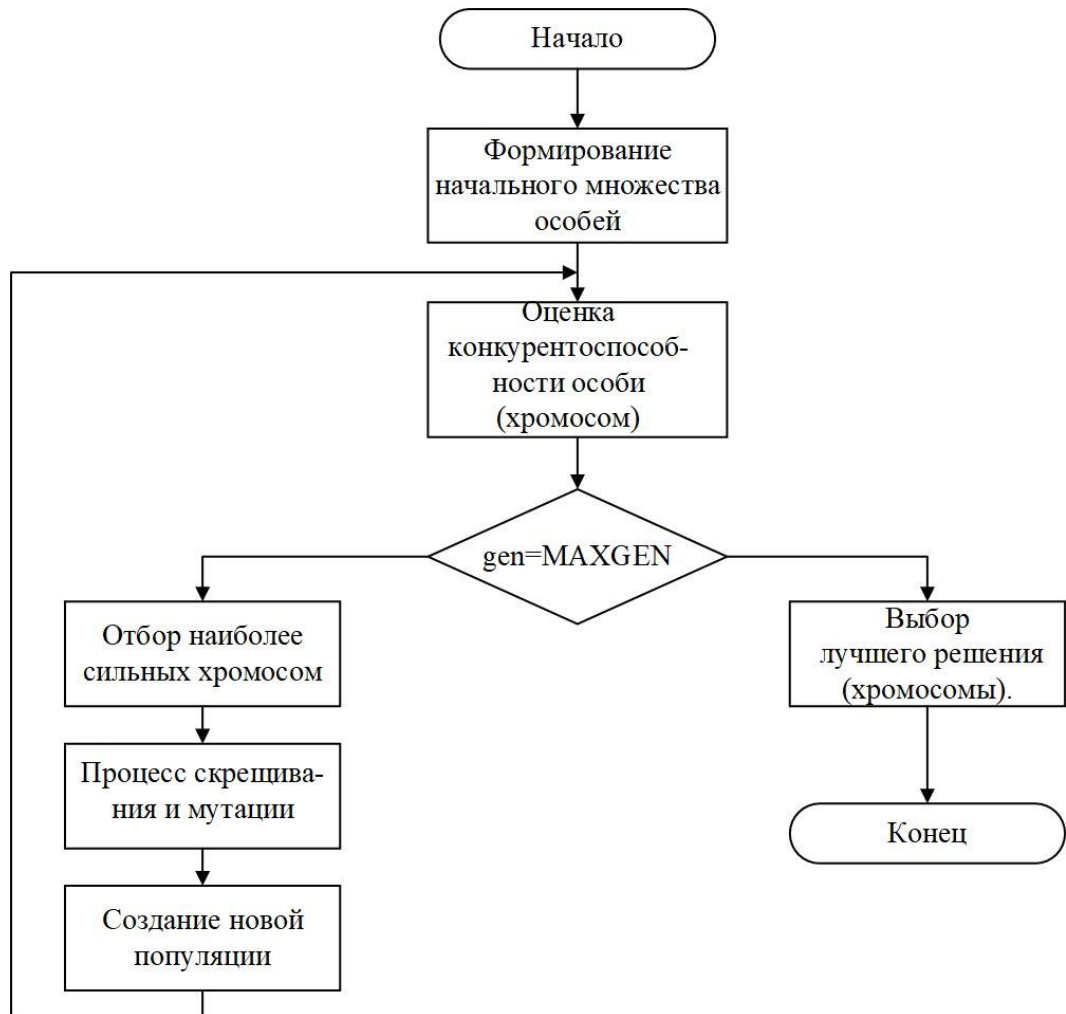 Начало
Формирование
начального множества
особей
Оценка
конкурентоспособ-
ности особи
(хромосом)
gen=MAXGEN
Отбор наиболее
сильных хромосом
Процесс скрещива-
ния и мутации
Создание новой
популяции
Выбор
лучшего решения
(хромосомы).
Конец